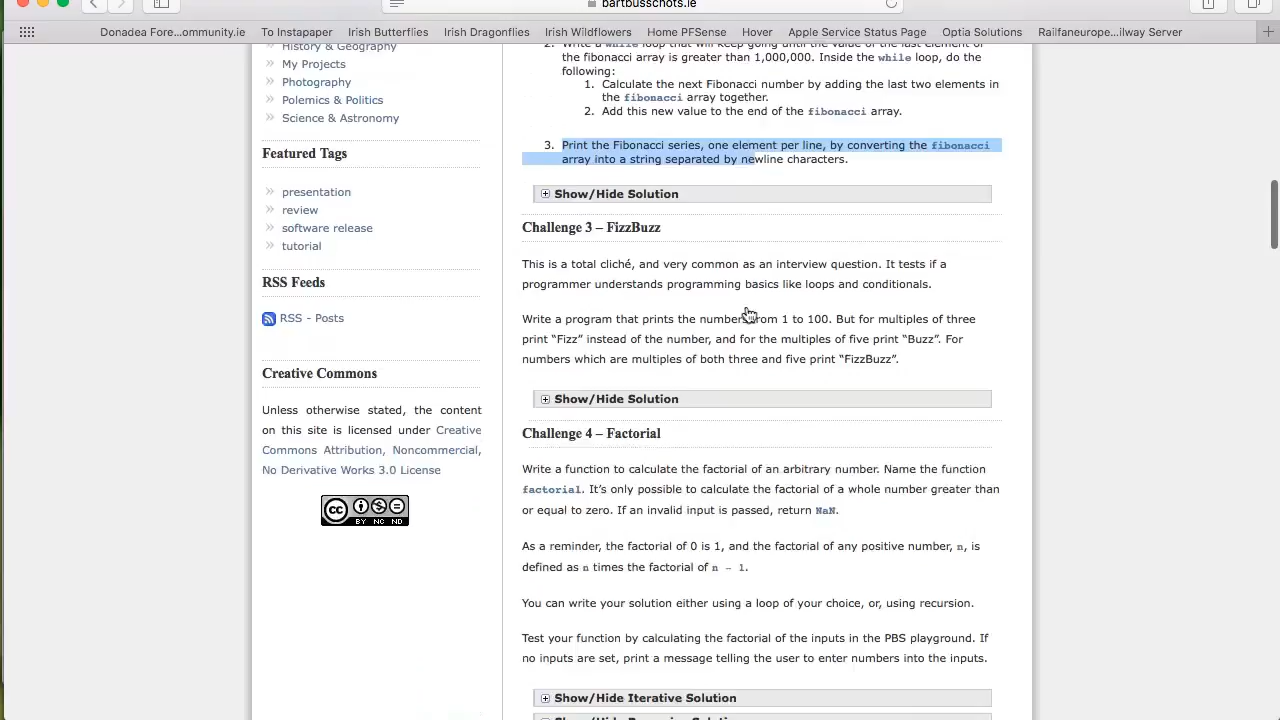 bartbusschots.ie
Donadea Fore...ommunity.ie To Instapaper Irish Butterflies Irish Dragonflies Irish Wildflowers Home PFSense Hover Apple Service Status Page Optia Solutions Railfaneurope...ilway Server
History & Geography
My Projects
Photography
Polemics & Politics
Science & Astronomy
Featured Tags
presentation
review
software release
tutorial
RSS Feeds
RSS - Posts
Creative Commons
Unless otherwise stated, the content
on this site is licensed under Creative
Commons Attribution, Noncommercial,
No Derivative Works 3.0 License
cc BY NC ND
2. Write a while loop that will keep going until the value of the last element of
the fibonacci array is greater than 1,000,000. Inside the while loop, do the
following:
1. Calculate the next Fibonacci number by adding the last two elements in
the fibonacci array together.
2. Add this new value to the end of the fibonacci array.
3. Print the Fibonacci series, one element per line, by converting the fibonacci
array into a string separated by newline characters.
Show/Hide Solution
Challenge 3 – FizzBuzz
This is a total cliché, and very common as an interview question. It tests if a
programmer understands programming basics like loops and conditionals.
Write a program that prints the numbers from 1 to 100. But for multiples of three
print “Fizz” instead of the number, and for the multiples of five print “Buzz”. For
numbers which are multiples of both three and five print “FizzBuzz”.
Show/Hide Solution
Challenge 4 – Factorial
Write a function to calculate the factorial of an arbitrary number. Name the function
factorial. It’s only possible to calculate the factorial of a whole number greater than
or equal to zero. If an invalid input is passed, return NaN.
As a reminder, the factorial of 0 is 1, and the factorial of any positive number, n, is
defined as n times the factorial of n - 1.
You can write your solution either using a loop of your choice, or, using recursion.
Test your function by calculating the factorial of the inputs in the PBS playground. If
no inputs are set, print a message telling the user to enter numbers into the inputs.
Show/Hide Iterative Solution
Show/Hide Recursive Solution